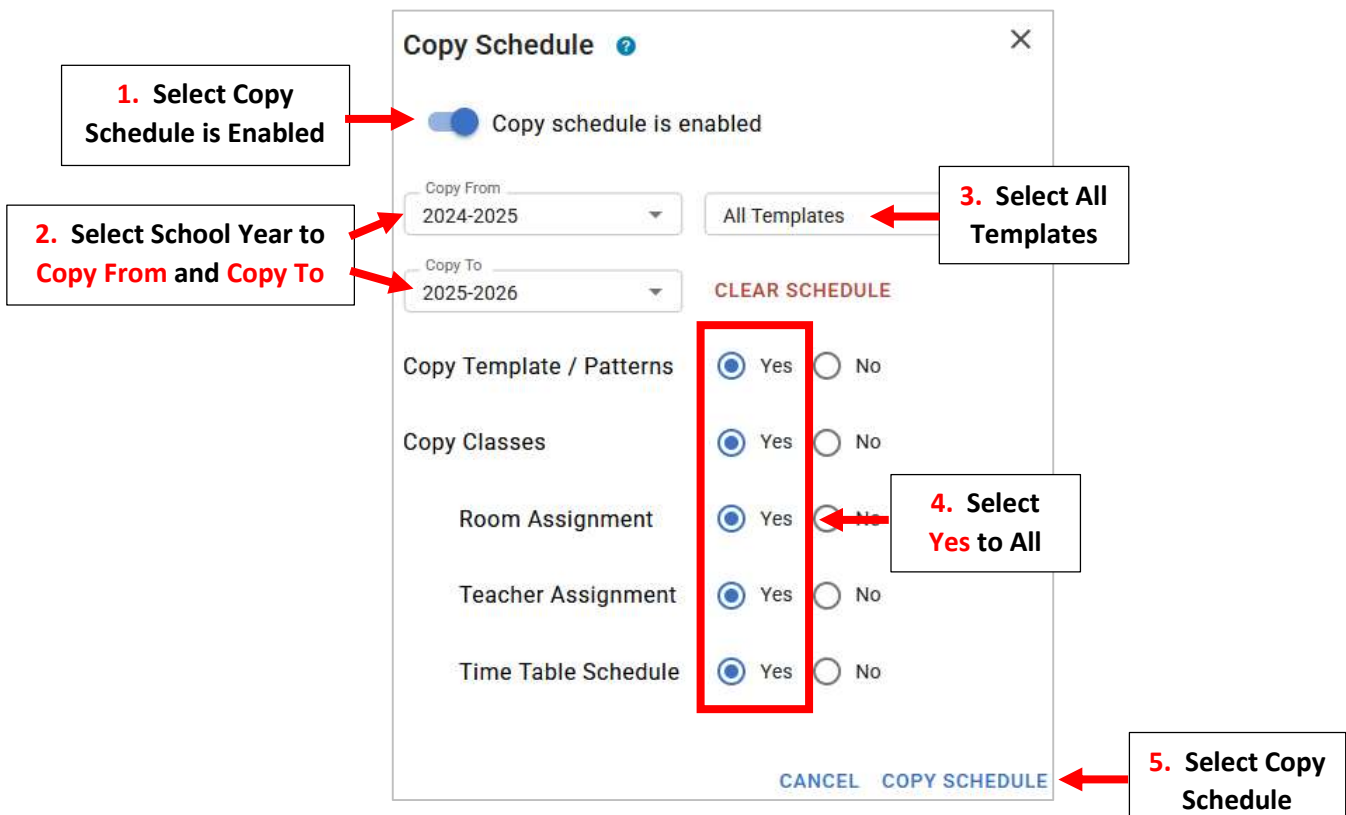 Copy Schedule ?
1. Select Copy
Schedule is Enabled
Copy schedule is enabled
Copy From
2024-2025
All Templates
3. Select All
Templates
2. Select School Year to
Copy From and Copy To
Copy To
2025-2026
CLEAR SCHEDULE
Copy Template / Patterns Yes No
Copy Classes Yes No
Room Assignment Yes No
4. Select
Yes to All
Teacher Assignment Yes No
Time Table Schedule Yes No
CANCEL COPY SCHEDULE
5. Select Copy
Schedule